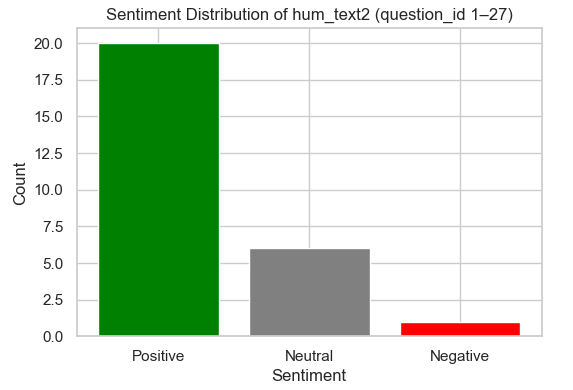 Sentiment Distribution of hum_text2 (question_id 1–27)
20.0
17.5
15.0
12.5
10.0
7.5
5.0
2.5
0.0
Count
Positive
Neutral
Negative
Sentiment